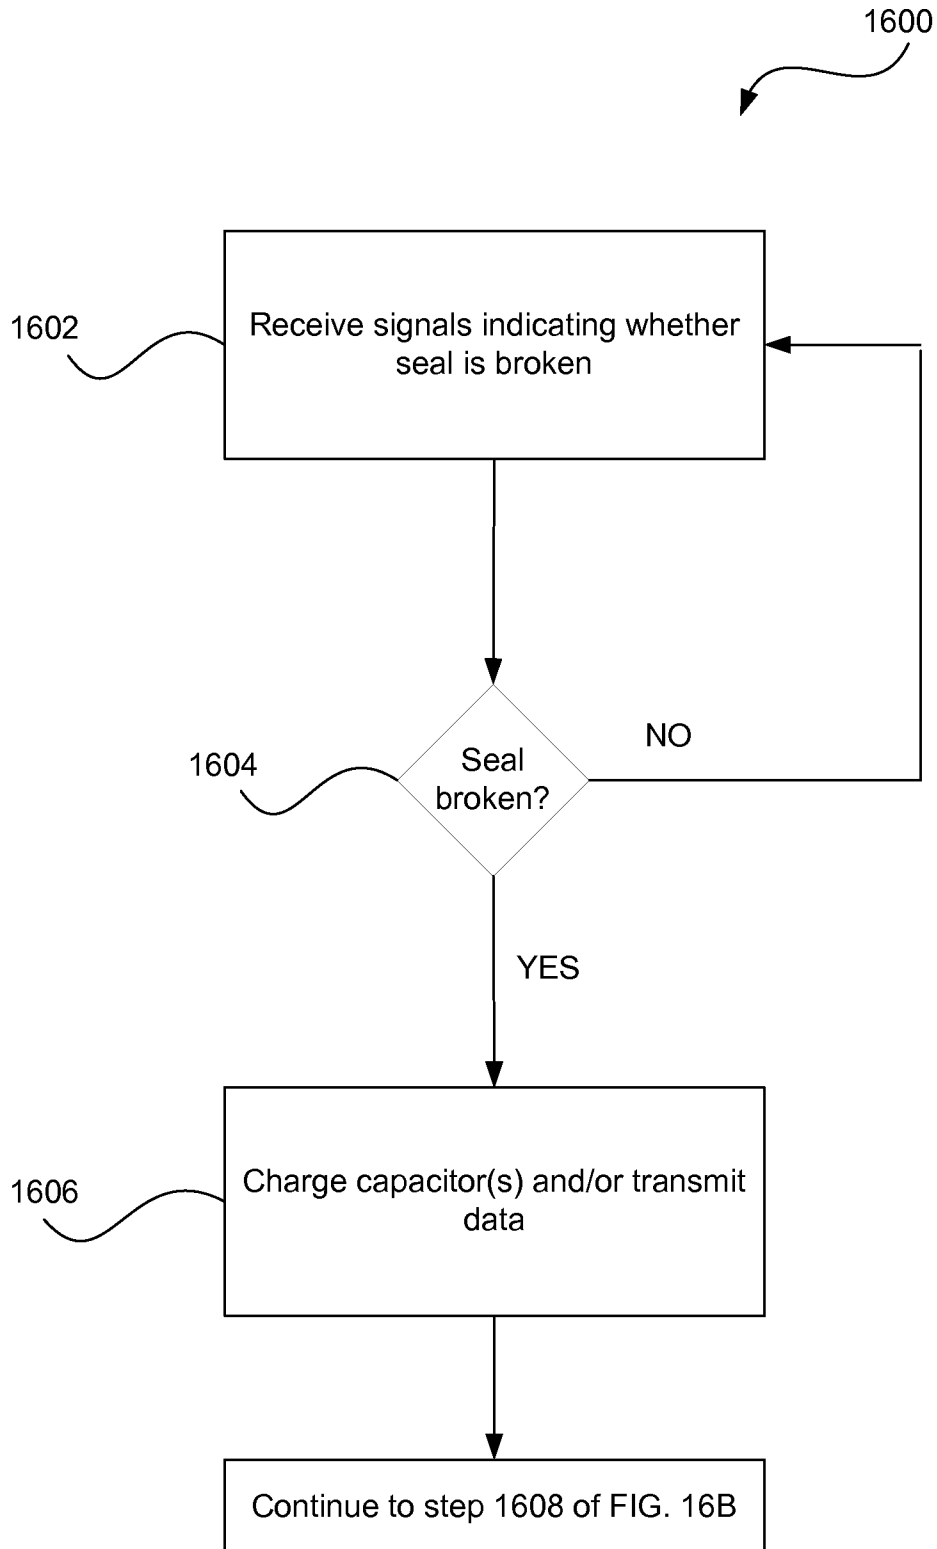 1600
1602
Receive signals indicating whether
seal is broken
1604
Seal
broken?
NO
YES
1606
Charge capacitor(s) and/or transmit
data
Continue to step 1608 of FIG. 16B